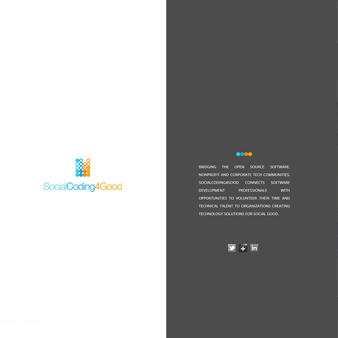 SocialCoding4Good
BRIDGING THE OPEN SOURCE SOFTWARE,
NONPROFIT AND CORPORATE TECH COMMUNITIES,
SOCIALCODING4GOOD CONNECTS SOFTWARE
DEVELOPMENT PROFESSIONALS WITH
OPPORTUNITIES TO VOLUNTEER THEIR TIME AND
TECHNICAL TALENT TO ORGANIZATIONS CREATING
TECHNOLOGY SOLUTIONS FOR SOCIAL GOOD.
in